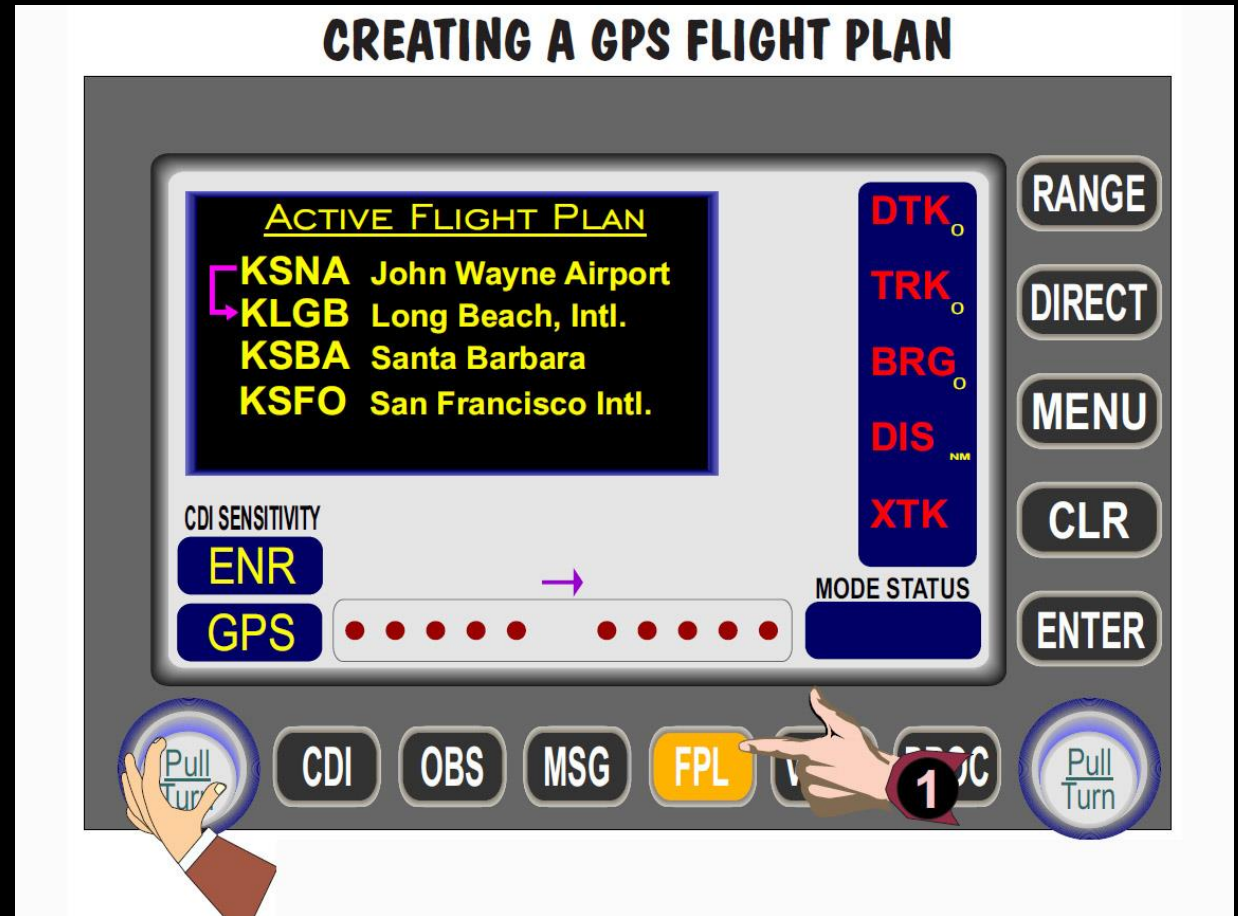 CREATING A GPS FLIGHT PLAN
ACTIVE FLIGHT PLAN
KSNA John Wayne Airport
KLGB Long Beach, Intl.
KSBA Santa Barbara
KSFO San Francisco Intl.
DTK O
TRK O
BRG O
DIS NM
XTK
RANGE
DIRECT
MENU
CLR
ENTER
CDI SENSITIVITY
ENR
GPS
MODE STATUS
Pull
Turn
CDI
OBS
MSG
FPL
1
Pull
Turn